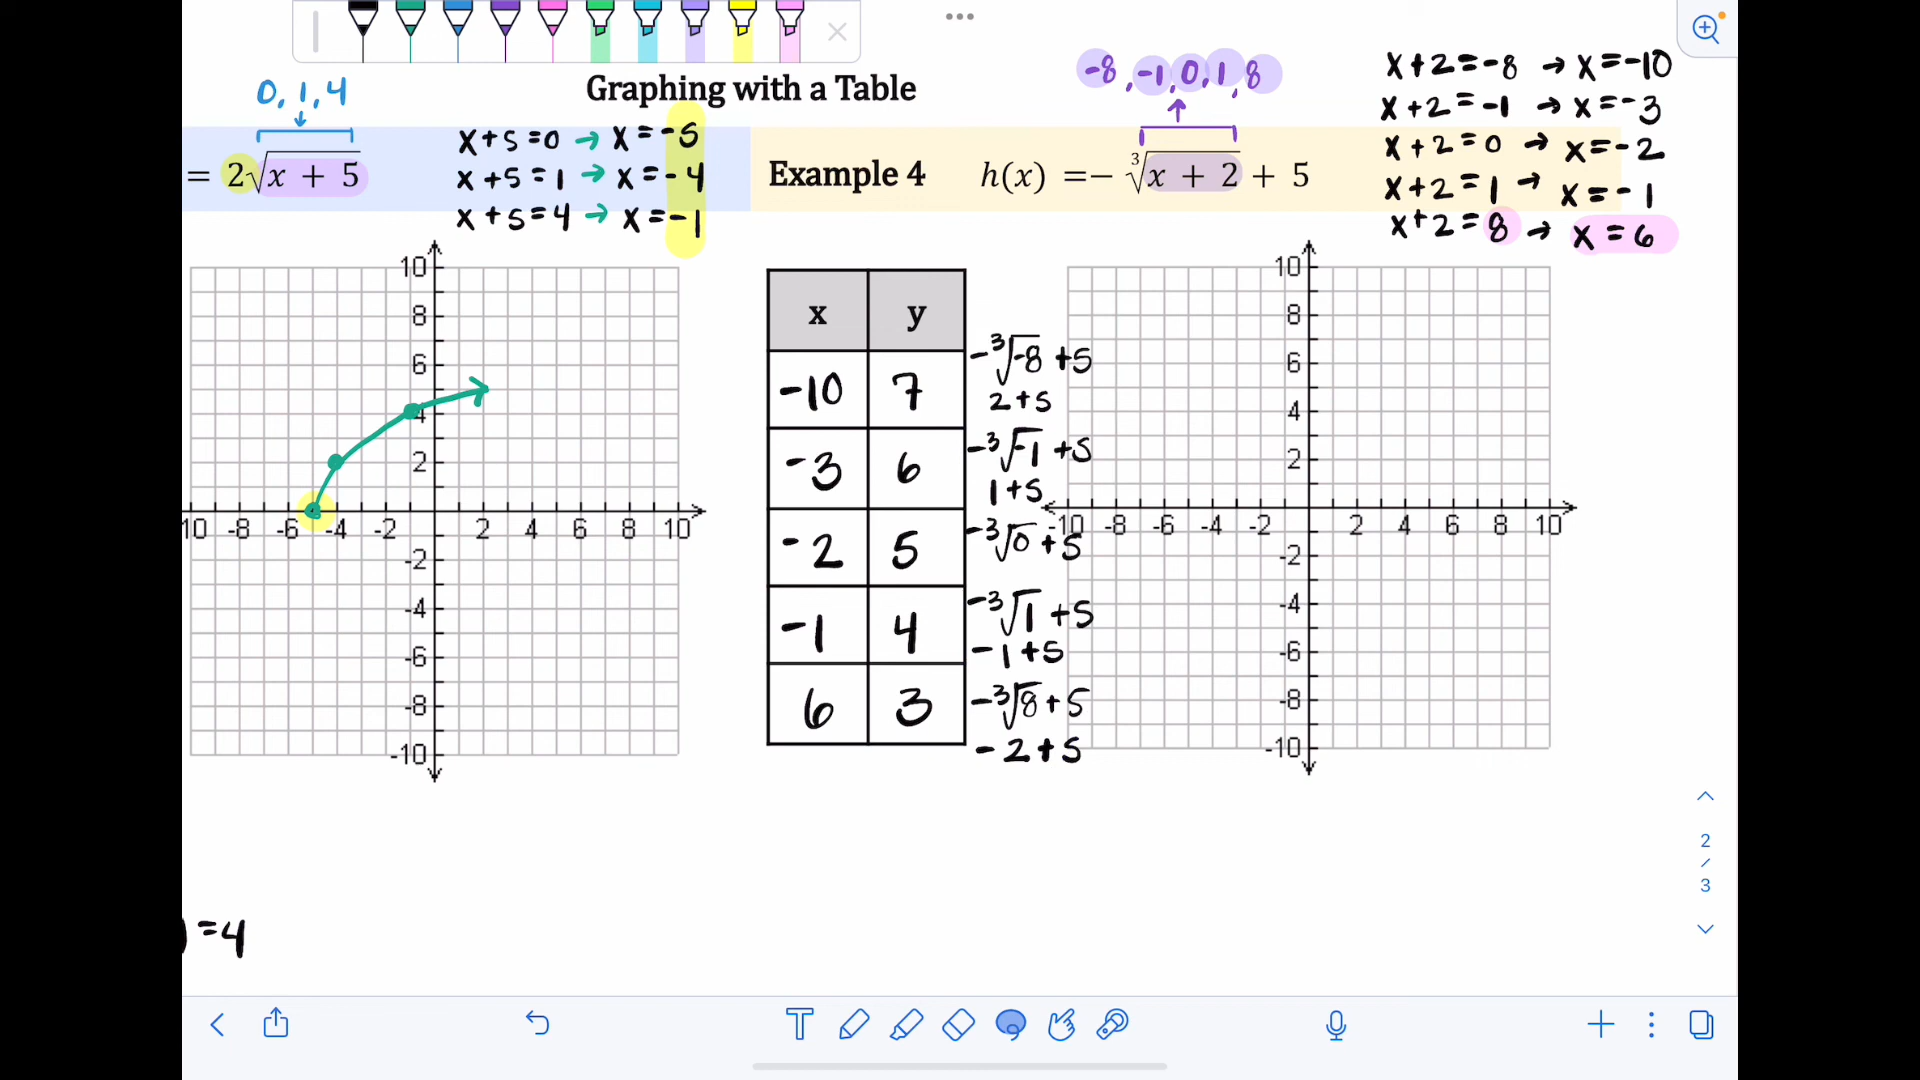 0, 1, 4
Graphing with a Table
-8, -1, 0, 1, 8
= 2√x + 5
x+5=0 → x=-5
x+5=1 → x=-4
x+5=4 → x=-1
Example 4 h(x) =− ∛x + 2 + 5
x+2=-8 → x=-10
x+2=-1 → x=-3
x+2=0 → x=-2
x+2=1 → x=-1
x+2=8 → x=6
10
8
6
4
2
10 -8 -6 -4 -2 2 4 6 8 10
-2
-4
-6
-8
-10
x y
-10 7 -∛-8 +5
2+5
-3 6 -∛-1 +5
1+5
-2 5 -∛0 +5
-1 4 -∛1 +5
-1+5
6 3 -∛8 +5
-2+5
10
8
6
4
2
-10 -8 -6 -4 -2 2 4 6 8 10
-2
-4
-6
-8
-10
) =4
2
/
3
T